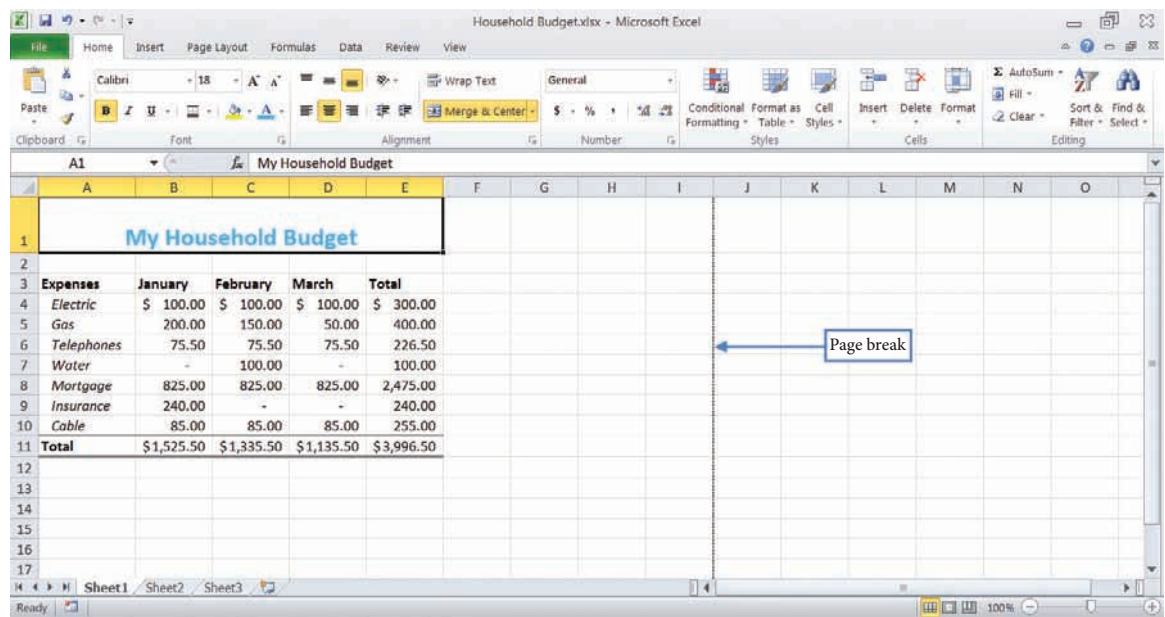 Household Budget.xlsx - Microsoft Excel
File Home Insert Page Layout Formulas Data Review View
Calibri 18 A A Wrap Text General Σ AutoSum
Fill
Paste B I U A Merge & Center $ % , Conditional Format as Cell Insert Delete Format Clear Sort & Find &
Formatting Table Styles Filter Select
Clipboard Font Alignment Number Styles Cells Editing
A1 fx My Household Budget
A B C D E F G H I J K L M N O
1 My Household Budget
2
3 Expenses January February March Total
4 Electric $ 100.00 $ 100.00 $ 100.00 $ 300.00
5 Gas 200.00 150.00 50.00 400.00
6 Telephones 75.50 75.50 75.50 226.50 Page break
7 Water - 100.00 - 100.00
8 Mortgage 825.00 825.00 825.00 2,475.00
9 Insurance 240.00 - - 240.00
10 Cable 85.00 85.00 85.00 255.00
11 Total $1,525.50 $1,335.50 $1,135.50 $3,996.50
12
13
14
15
16
17
Sheet1 Sheet2 Sheet3
Ready 100%